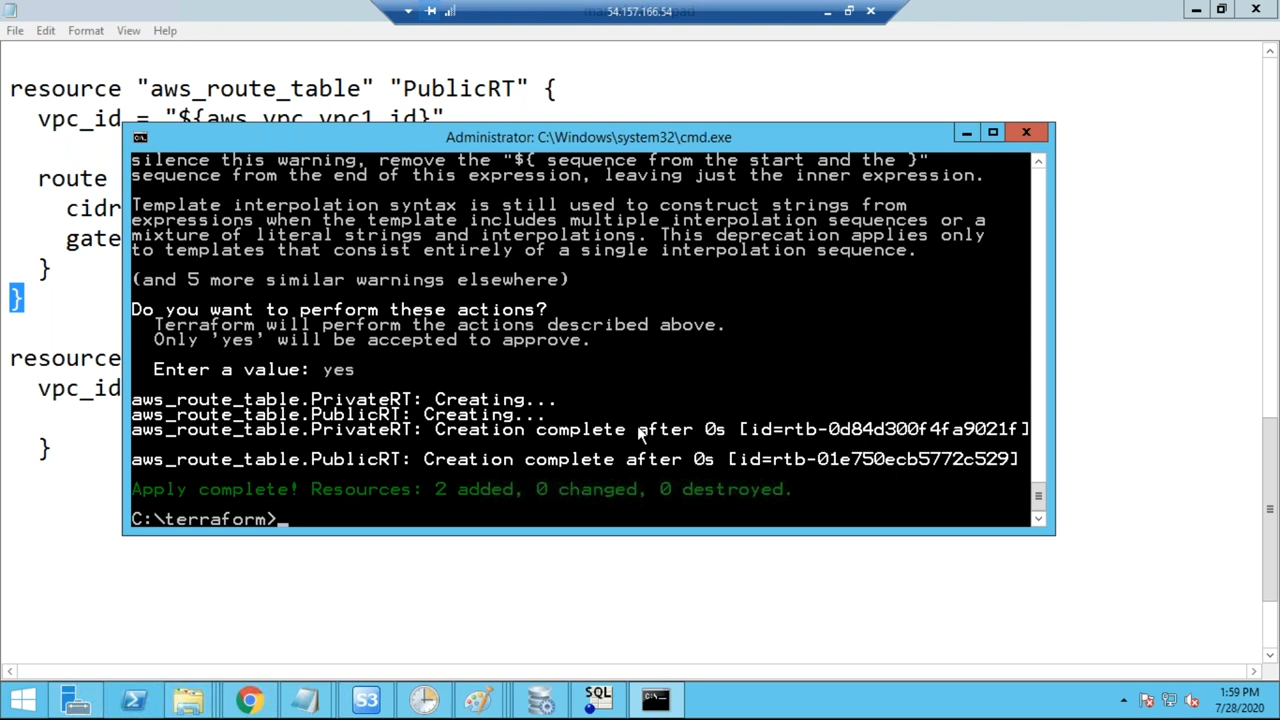 54.157.166.54
File Edit Format View Help
resource "aws_route_table" "PublicRT" {
vpc_id = "${aws_vpc.vpc1.id}"
Administrator: C:\Windows\system32\cmd.exe
silence this warning, remove the "${ sequence from the start and the }"
sequence from the end of this expression, leaving just the inner expression.
route
Template interpolation syntax is still used to construct strings from
cidr
expressions when the template includes multiple interpolation sequences or a
gate
mixture of literal strings and interpolations. This deprecation applies only
to templates that consist entirely of a single interpolation sequence.
}
(and 5 more similar warnings elsewhere)
}
Do you want to perform these actions?
Terraform will perform the actions described above.
Only 'yes' will be accepted to approve.
resource
Enter a value: yes
vpc_id
aws_route_table.PrivateRT: Creating...
aws_route_table.PublicRT: Creating...
aws_route_table.PrivateRT: Creation complete after 0s [id=rtb-0d84d300f4fa9021f]
}
aws_route_table.PublicRT: Creation complete after 0s [id=rtb-01e750ecb5772c529]
Apply complete! Resources: 2 added, 0 changed, 0 destroyed.
C:\terraform>_
S3
SQL
C:\.
1:59 PM
7/28/2020